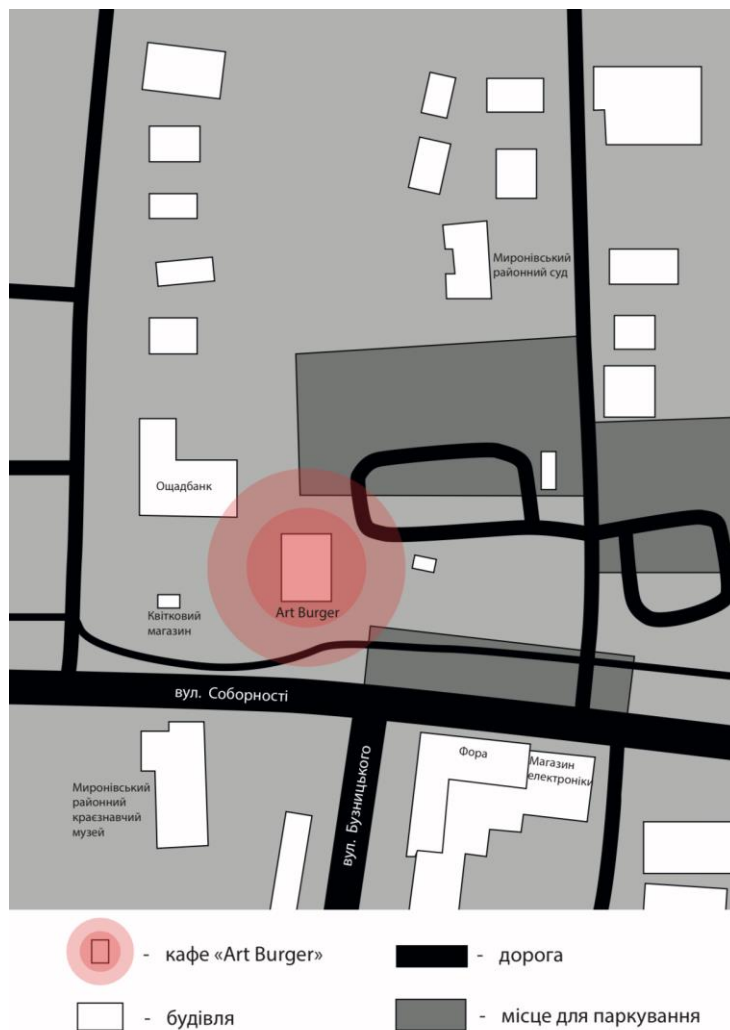 Миронівський
районний суд
Ощадбанк
Квітковий
магазин
Art Burger
вул. Соборності
вул. Бузницького
Фора
Магазин
електроніки
Миронівський
районний
краєзнавчий
музей
- кафе «Art Burger»
- дорога
- будівля
- місце для паркування